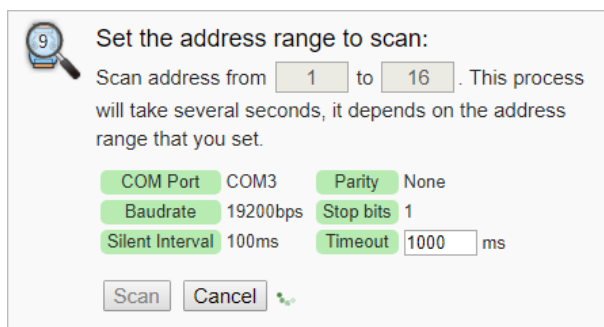 9
Set the address range to scan:
Scan address from 1 to 16 . This process
will take several seconds, it depends on the address
range that you set.
COM Port COM3 Parity None
Baudrate 19200bps Stop bits 1
Silent Interval 100ms Timeout 1000 ms
Scan Cancel